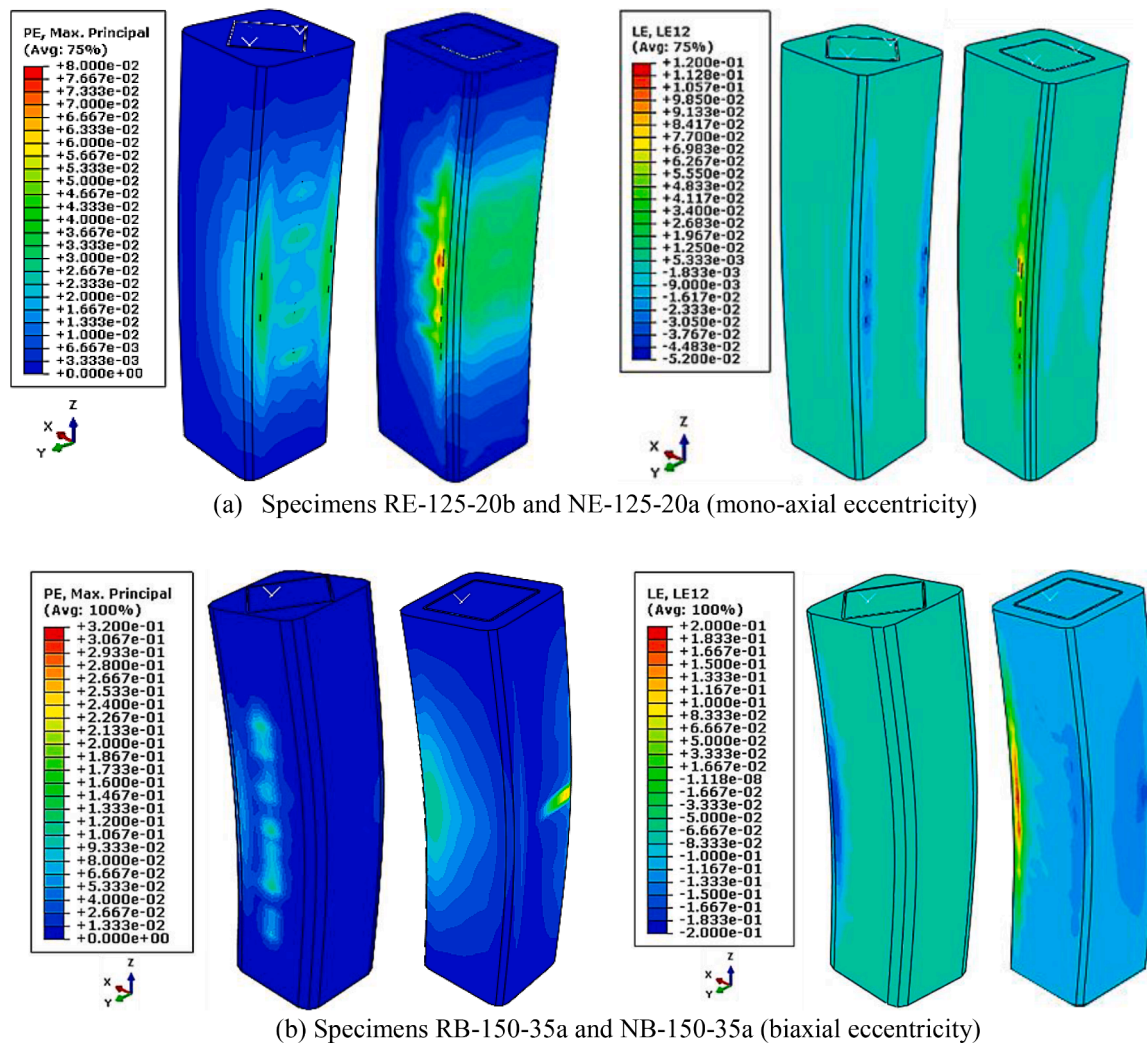 PE, Max. Principal
(Avg: 75%)
+8.000e-02
+7.667e-02
+7.333e-02
+7.000e-02
+6.667e-02
+6.333e-02
+6.000e-02
+5.667e-02
+5.333e-02
+5.000e-02
+4.667e-02
+4.333e-02
+4.000e-02
+3.667e-02
+3.333e-02
+3.000e-02
+2.667e-02
+2.333e-02
+2.000e-02
+1.667e-02
+1.333e-02
+1.000e-02
+6.667e-03
+3.333e-03
+0.000e+00
Z
X
Y
LE, LE12
(Avg: 75%)
+1.200e-01
+1.128e-01
+1.057e-01
+9.850e-02
+9.133e-02
+8.417e-02
+7.700e-02
+6.983e-02
+6.267e-02
+5.550e-02
+4.833e-02
+4.117e-02
+3.400e-02
+2.683e-02
+1.967e-02
+1.250e-02
+5.333e-03
-1.833e-03
-9.000e-03
-1.617e-02
-2.333e-02
-3.050e-02
-3.767e-02
-4.483e-02
-5.200e-02
Z
X
Y
(a) Specimens RE-125-20b and NE-125-20a (mono-axial eccentricity)
PE, Max. Principal
(Avg: 100%)
+3.200e-01
+3.067e-01
+2.933e-01
+2.800e-01
+2.667e-01
+2.533e-01
+2.400e-01
+2.267e-01
+2.133e-01
+2.000e-01
+1.867e-01
+1.733e-01
+1.600e-01
+1.467e-01
+1.333e-01
+1.200e-01
+1.067e-01
+9.333e-02
+8.000e-02
+6.667e-02
+5.333e-02
+4.000e-02
+2.667e-02
+1.333e-02
+0.000e+00
Z
X
Y
LE, LE12
(Avg: 100%)
+2.000e-01
+1.833e-01
+1.667e-01
+1.500e-01
+1.333e-01
+1.167e-01
+1.000e-01
+8.333e-02
+6.667e-02
+5.000e-02
+3.333e-02
+1.667e-02
-1.118e-08
-1.667e-02
-3.333e-02
-5.000e-02
-6.667e-02
-8.333e-02
-1.000e-01
-1.167e-01
-1.333e-01
-1.500e-01
-1.667e-01
-1.833e-01
-2.000e-01
Z
X
Y
(b) Specimens RB-150-35a and NB-150-35a (biaxial eccentricity)